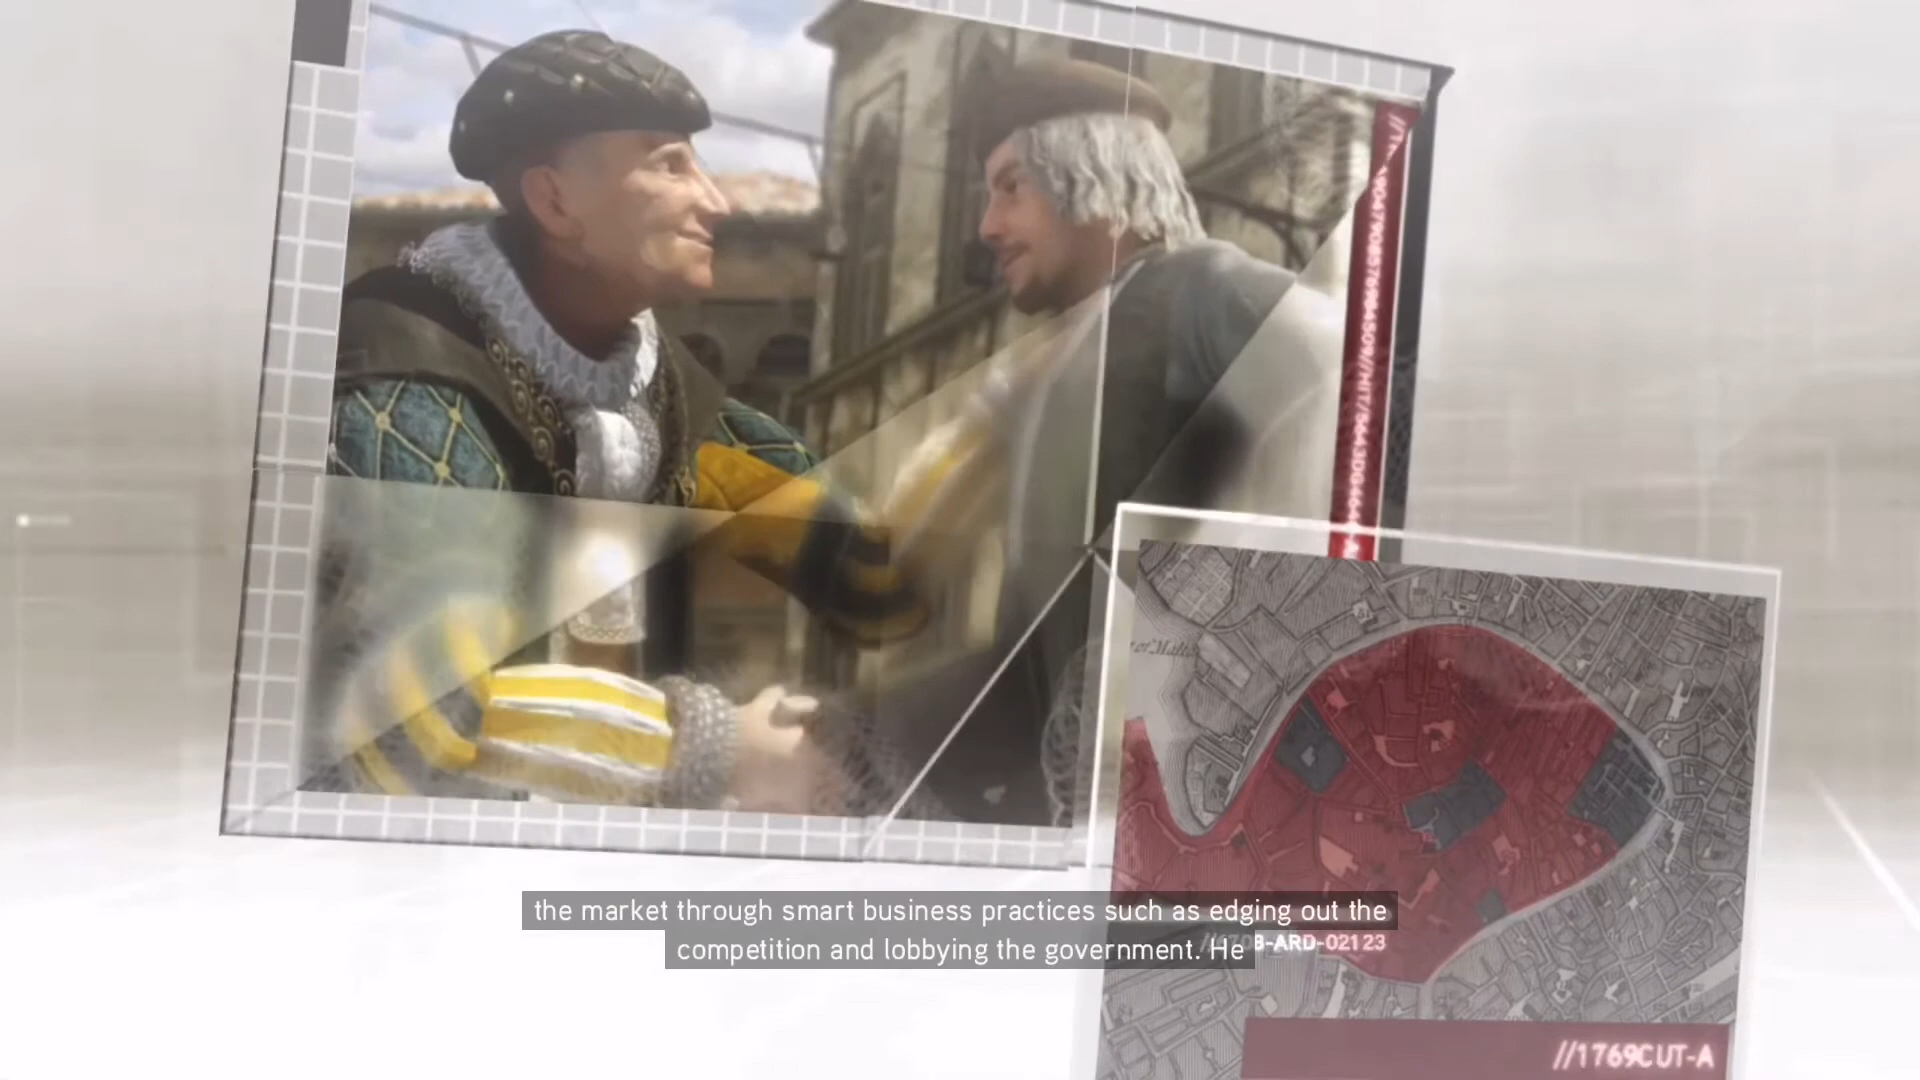 the market through smart business practices such as edging out the
competition and lobbying the government. He
B-ARD-02123
//1769CUT-A